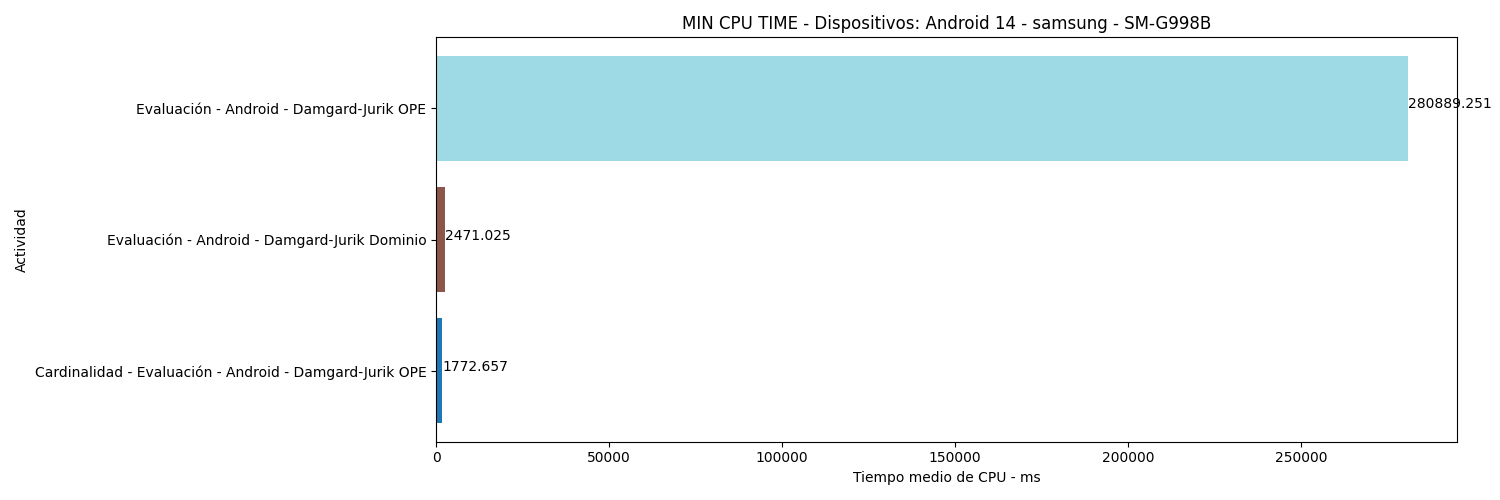 MIN CPU TIME - Dispositivos: Android 14 - samsung - SM-G998B
Evaluación - Android - Damgard-Jurik OPE
280889.251
Evaluación - Android - Damgard-Jurik Dominio
2471.025
Cardinalidad - Evaluación - Android - Damgard-Jurik OPE
1772.657
Actividad
0 50000 100000 150000 200000 250000
Tiempo medio de CPU - ms